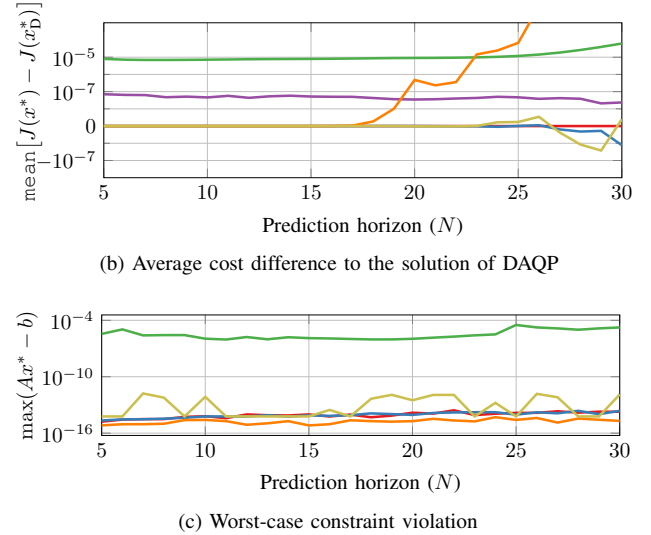 mean[J(x*) − J(x*_D)]
10^−5
10^−7
0
−10^−7
5 10 15 20 25 30
Prediction horizon (N)
(b) Average cost difference to the solution of DAQP
max(Ax* − b)
10^−4
10^−10
10^−16
5 10 15 20 25 30
Prediction horizon (N)
(c) Worst-case constraint violation